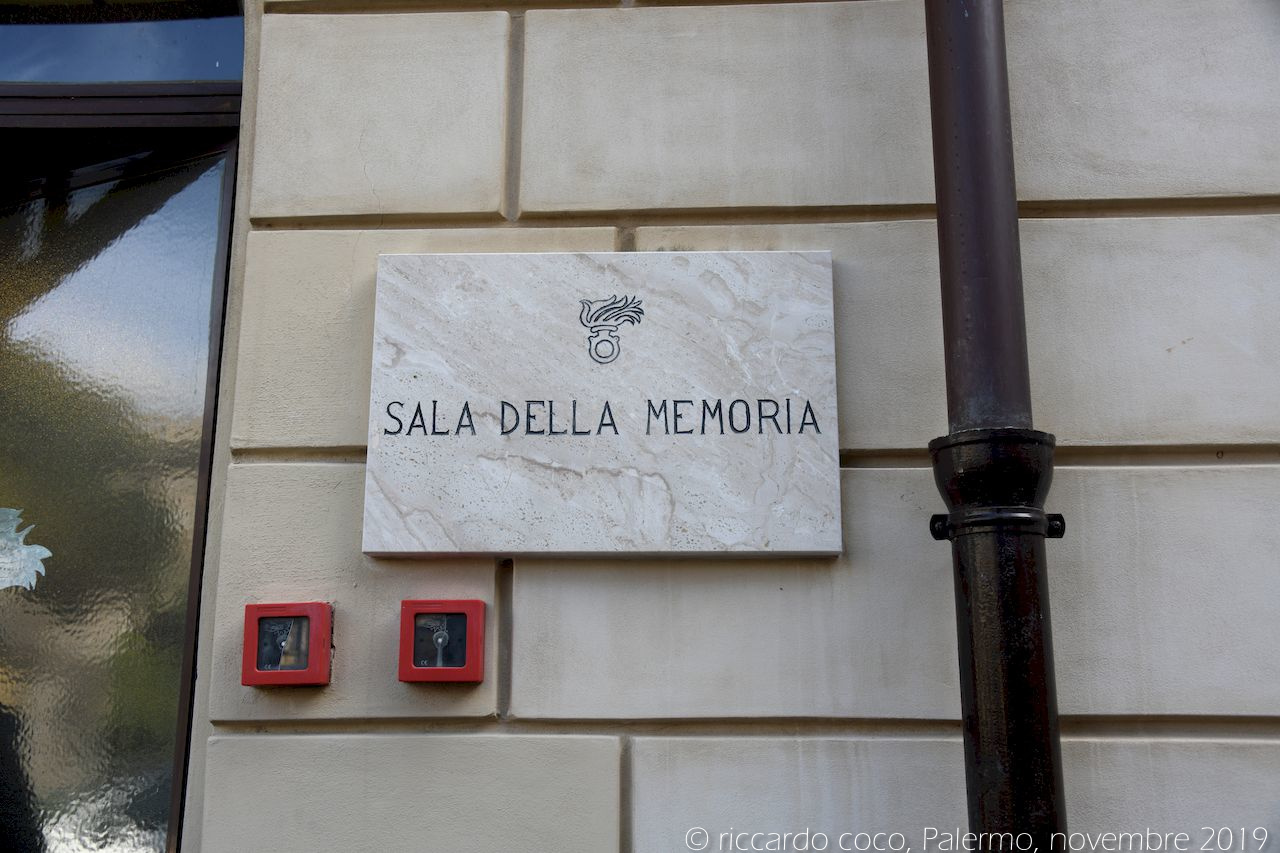 SALA DELLA MEMORIA
© riccardo coco, Palermo, novembre 2019